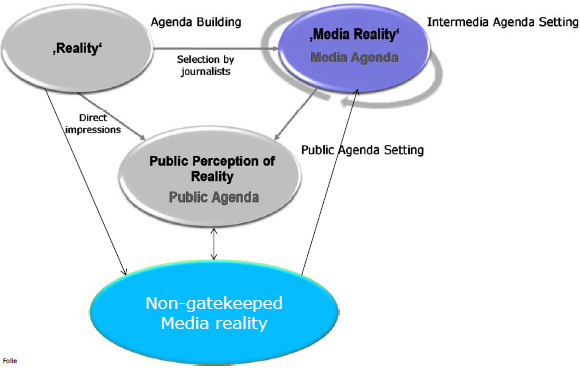 Agenda Building
Intermedia Agenda Setting
‚Reality‘
‚Media Reality‘
Media Agenda
Selection by
journalists
Direct
impressions
Public Agenda Setting
Public Perception of
Reality
Public Agenda
Non-gatekeeped
Media reality
Folie